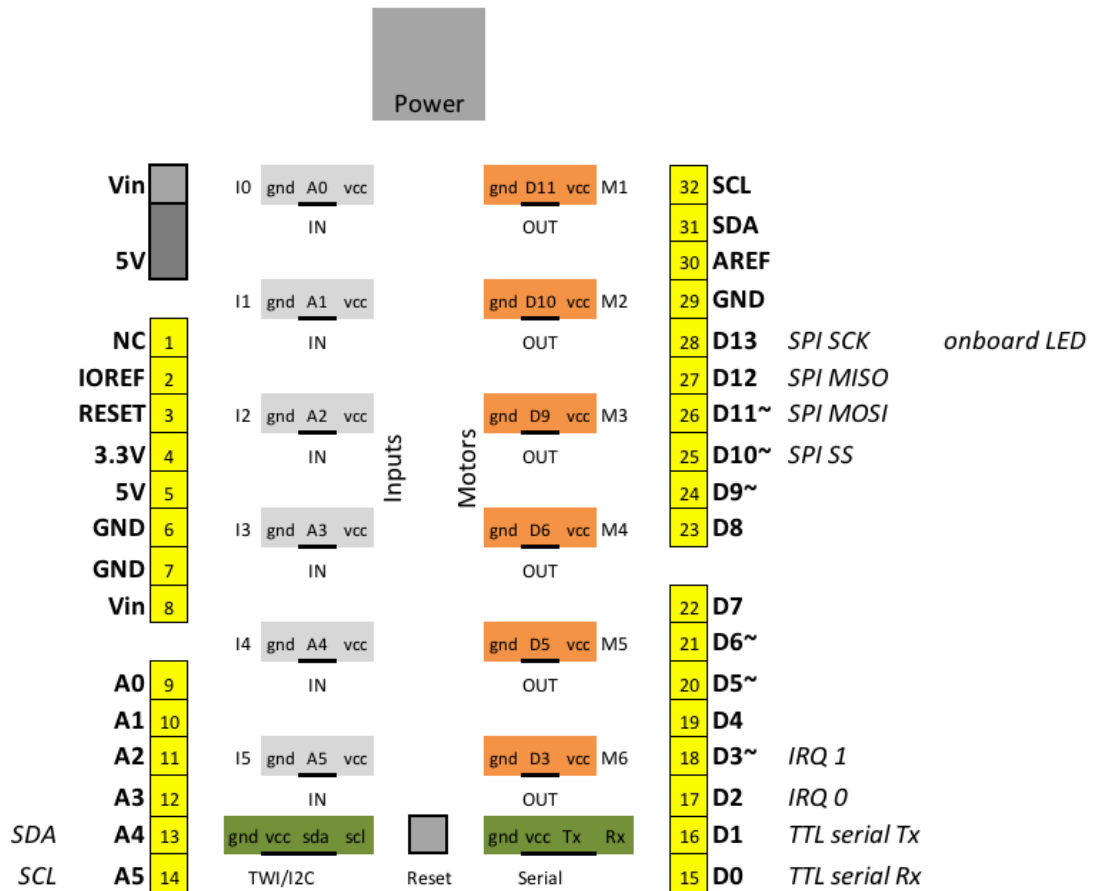 Power
Vin I0 gnd A0 vcc gnd D11 vcc M1 32 SCL
IN OUT 31 SDA
5V 30 AREF
I1 gnd A1 vcc gnd D10 vcc M2 29 GND
NC 1 IN OUT 28 D13 SPI SCK onboard LED
IOREF 2 27 D12 SPI MISO
RESET 3 I2 gnd A2 vcc gnd D9 vcc M3 26 D11~ SPI MOSI
3.3V 4 IN OUT 25 D10~ SPI SS
Inputs
Motors
5V 5 24 D9~
GND 6 I3 gnd A3 vcc gnd D6 vcc M4 23 D8
GND 7 IN OUT
Vin 8 22 D7
I4 gnd A4 vcc gnd D5 vcc M5 21 D6~
A0 9 IN OUT 20 D5~
A1 10 19 D4
A2 11 I5 gnd A5 vcc gnd D3 vcc M6 18 D3~ IRQ 1
A3 12 IN OUT 17 D2 IRQ 0
SDA A4 13 gnd vcc sda scl gnd vcc Tx Rx 16 D1 TTL serial Tx
SCL A5 14 TWI/I2C Reset Serial 15 D0 TTL serial Rx